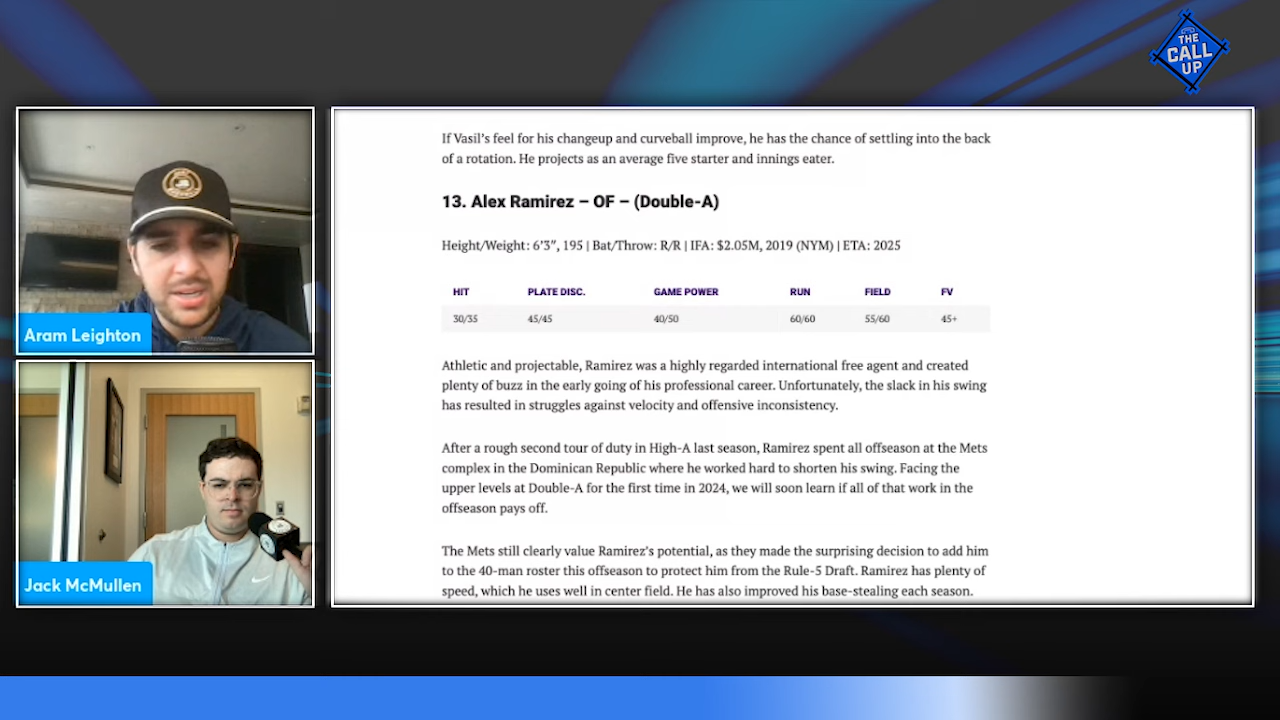 THE
CALL
UP
Aram Leighton
Jack McMullen
If Vasil's feel for his changeup and curveball improve, he has the chance of settling into the back
of a rotation. He projects as an average five starter and innings eater.
13. Alex Ramirez – OF – (Double-A)
Height/Weight: 6'3″, 195 | Bat/Throw: R/R | IFA: $2.05M, 2019 (NYM) | ETA: 2025
HIT PLATE DISC. GAME POWER RUN FIELD FV
30/35 45/45 40/50 60/60 55/60 45+
Athletic and projectable, Ramirez was a highly regarded international free agent and created
plenty of buzz in the early going of his professional career. Unfortunately, the slack in his swing
has resulted in struggles against velocity and offensive inconsistency.
After a rough second tour of duty in High-A last season, Ramirez spent all offseason at the Mets
complex in the Dominican Republic where he worked hard to shorten his swing. Facing the
upper levels at Double-A for the first time in 2024, we will soon learn if all of that work in the
offseason pays off.
The Mets still clearly value Ramirez's potential, as they made the surprising decision to add him
to the 40-man roster this offseason to protect him from the Rule-5 Draft. Ramirez has plenty of
speed, which he uses well in center field. He has also improved his base-stealing each season.